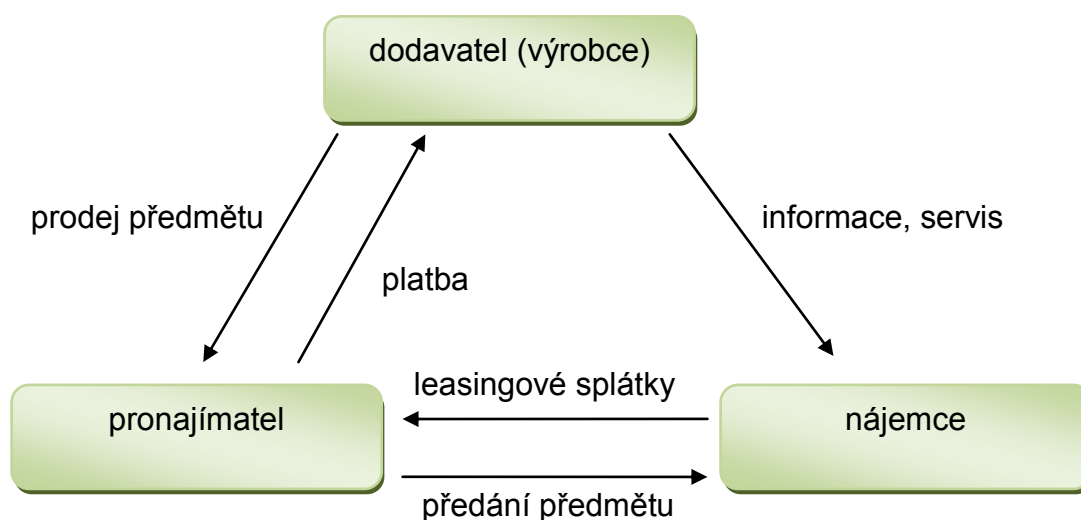 dodavatel (výrobce)
prodej předmětu
informace, servis
platba
leasingové splátky
pronajímatel
nájemce
předání předmětu